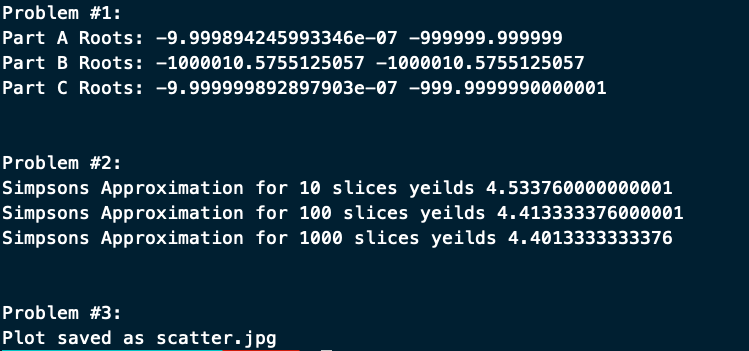 Problem #1:
Part A Roots: -9.999894245993346e-07 -999999.999999
Part B Roots: -1000010.5755125057 -1000010.5755125057
Part C Roots: -9.999999892897903e-07 -999.9999990000001
Problem #2:
Simpsons Approximation for 10 slices yeilds 4.533760000000001
Simpsons Approximation for 100 slices yeilds 4.413333376000001
Simpsons Approximation for 1000 slices yeilds 4.4013333333376
Problem #3:
Plot saved as scatter.jpg